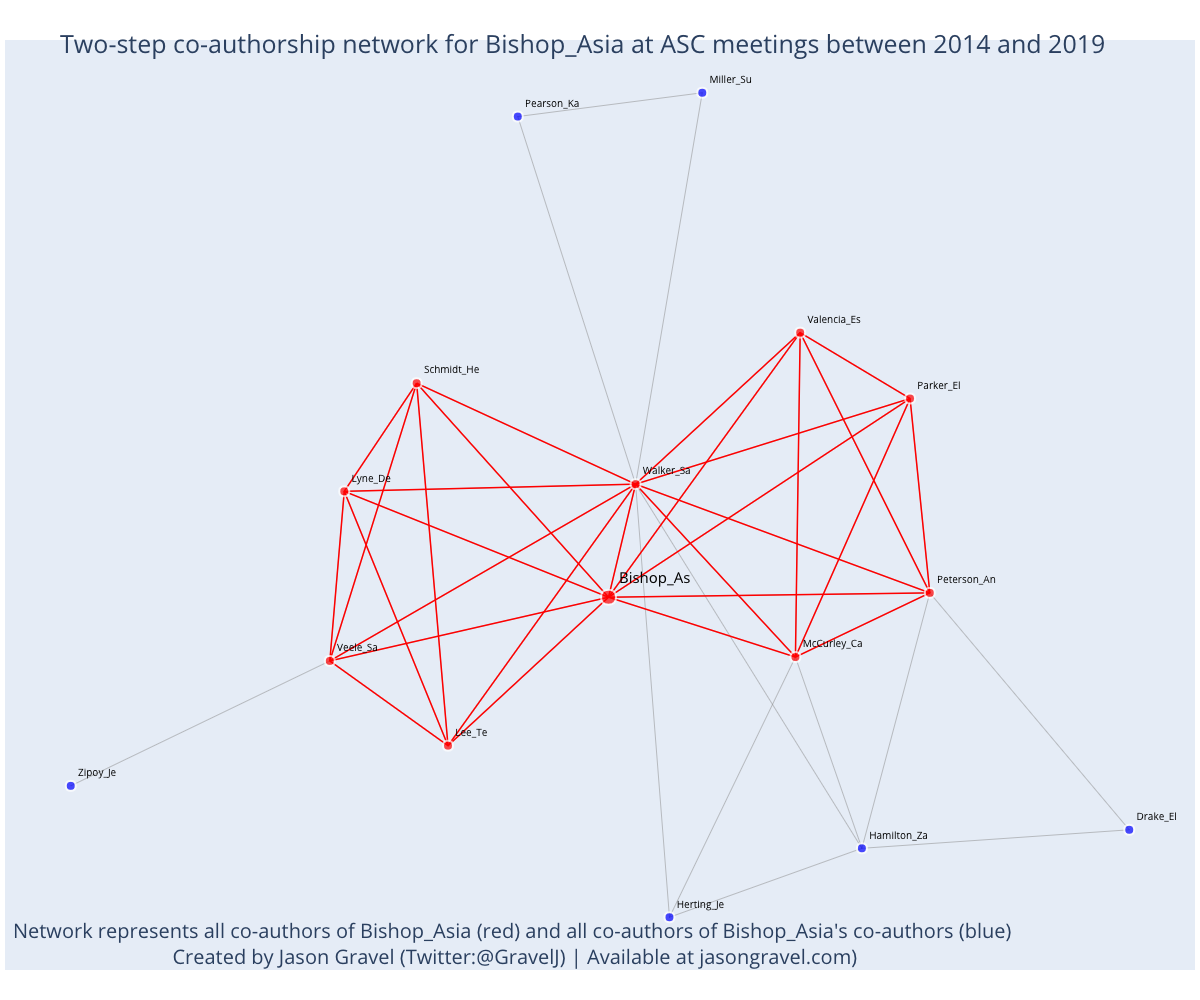 Two-step co-authorship network for Bishop_Asia at ASC meetings between 2014 and 2019
Miller_Su
Pearson_Ka
Valencia_Es
Schmidt_He
Parker_El
Walker_Sa
Lyne_De
Bishop_As
Peterson_An
McCurley_Ca
Veele_Sa
Lee_Te
Zipoy_Je
Drake_El
Hamilton_Za
Herting_Je
Network represents all co-authors of Bishop_Asia (red) and all co-authors of Bishop_Asia's co-authors (blue)
Created by Jason Gravel (Twitter:@GravelJ) | Available at jasongravel.com)